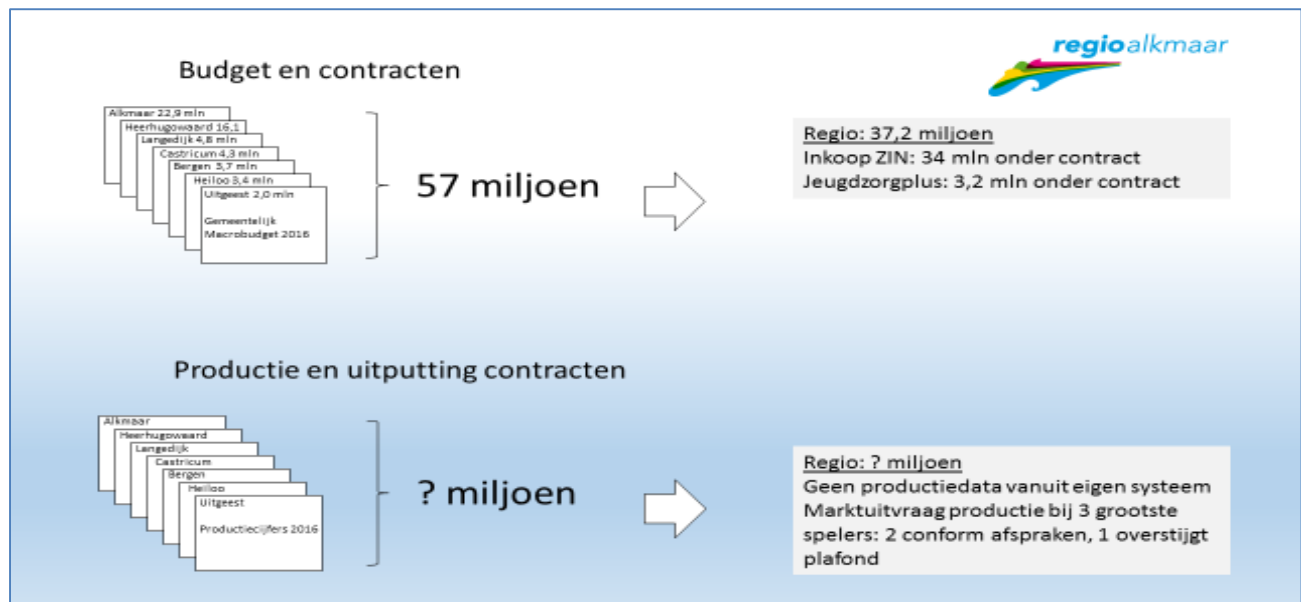 regioalkmaar
Budget en contracten
Alkmaar 22,9 mln
Heerhugowaard 16,1
Langedijk 4,8 mln
Castricum 4,3 mln
Bergen 3,7 mln
Heiloo 3,4 mln
Uitgeest 2,0 mln
Gemeentelijk
Macrobudget 2016
57 miljoen
Regio: 37,2 miljoen
Inkoop ZIN: 34 mln onder contract
Jeugdzorgplus: 3,2 mln onder contract
Productie en uitputting contracten
Alkmaar
Heerhugowaard
Langedijk
Castricum
Bergen
Heiloo
Uitgeest
Productiecijfers 2016
? miljoen
Regio: ? miljoen
Geen productiedata vanuit eigen systeem
Marktuitvraag productie bij 3 grootste
spelers: 2 conform afspraken, 1 overstijgt
plafond